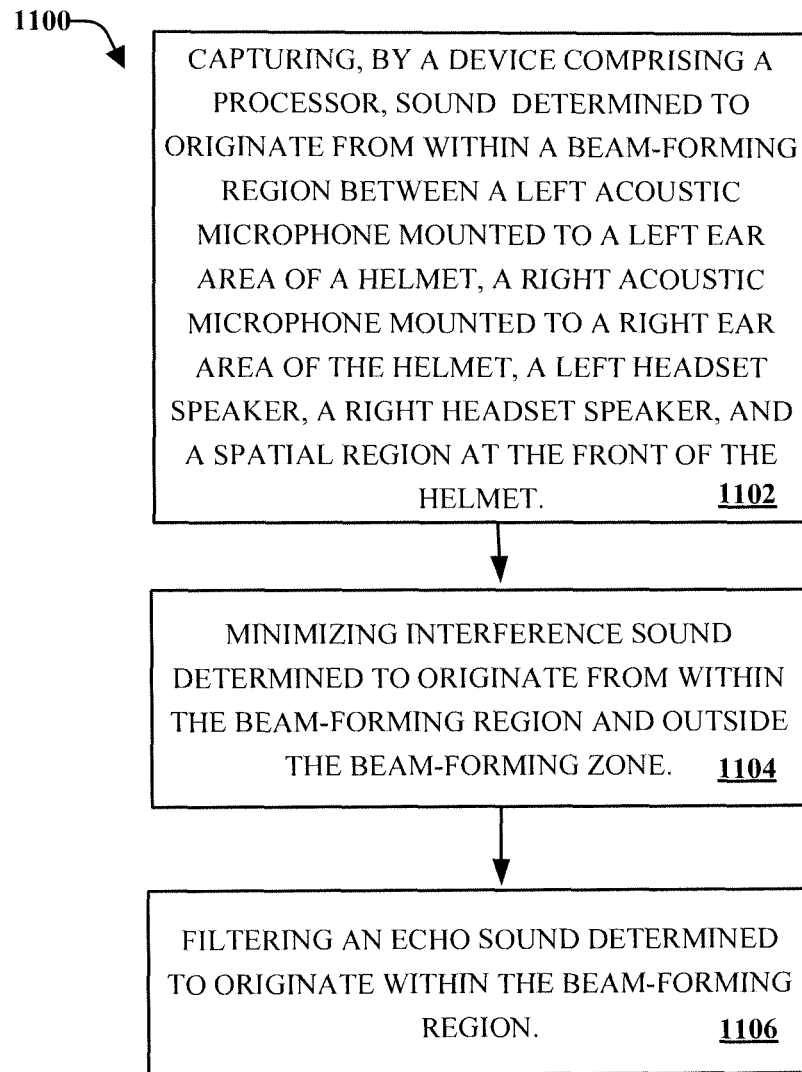 1100
CAPTURING, BY A DEVICE COMPRISING A
PROCESSOR, SOUND DETERMINED TO
ORIGINATE FROM WITHIN A BEAM-FORMING
REGION BETWEEN A LEFT ACOUSTIC
MICROPHONE MOUNTED TO A LEFT EAR
AREA OF A HELMET, A RIGHT ACOUSTIC
MICROPHONE MOUNTED TO A RIGHT EAR
AREA OF THE HELMET, A LEFT HEADSET
SPEAKER, A RIGHT HEADSET SPEAKER, AND
A SPATIAL REGION AT THE FRONT OF THE
HELMET. 1102
MINIMIZING INTERFERENCE SOUND
DETERMINED TO ORIGINATE FROM WITHIN
THE BEAM-FORMING REGION AND OUTSIDE
THE BEAM-FORMING ZONE. 1104
FILTERING AN ECHO SOUND DETERMINED
TO ORIGINATE WITHIN THE BEAM-FORMING
REGION. 1106